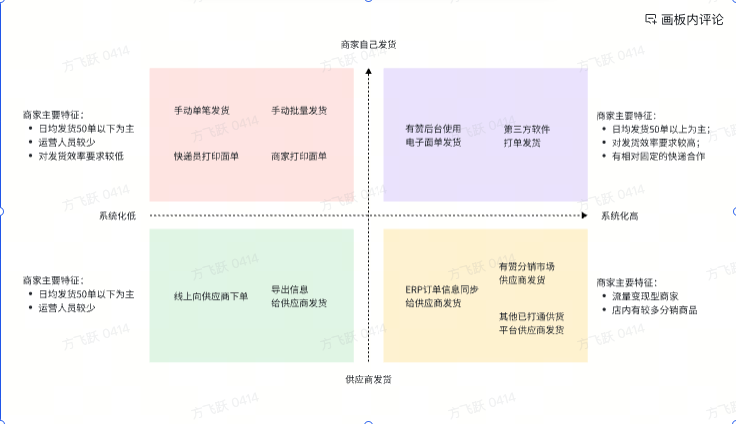 画板内评论
商家自己发货
商家主要特征：
日均发货50单以下为主
运营人员较少
对发货效率要求较低
手动单笔发货
手动批量发货
快递员打印面单
商家打印面单
有赞后台使用
电子面单发货
第三方软件
打单发货
商家主要特征：
日均发货50单以上为主；
对发货效率要求较高；
有相对固定的快递合作
系统化低
系统化高
商家主要特征：
日均发货50单以下为主
运营人员较少
线上向供应商下单
导出信息
给供应商发货
ERP订单信息同步
给供应商发货
有赞分销市场
供应商发货
其他已打通供货
平台供应商发货
商家主要特征：
流量变现型商家
店内有较多分销商品
供应商发货
方飞跃 0414